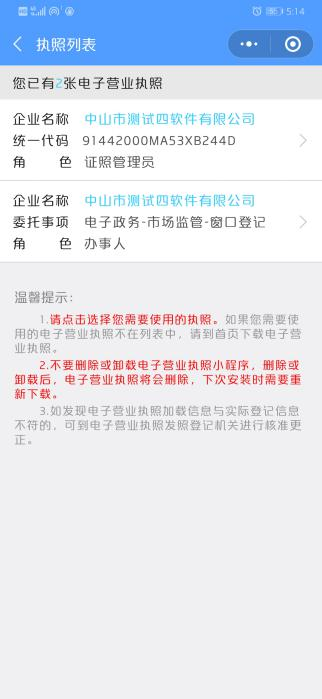 5:14
执照列表
您已有2张电子营业执照
企业名称 中山市测试四软件有限公司
统一代码 91442000MA53XB244D
角 色 证照管理员
企业名称 中山市测试四软件有限公司
委托事项 电子政务-市场监管-窗口登记
角 色 办事人
温馨提示：
1.请点击选择您需要使用的执照。如果您需要使
用的电子营业执照不在列表中，请到首页下载电子营
业执照。
2.不要删除或卸载电子营业执照小程序，删除或
卸载后，电子营业执照将会删除，下次安装时需要重
新下载。
3.如发现电子营业执照加载信息与实际登记信息
不符的，可到电子营业执照发照登记机关进行核准更
正。